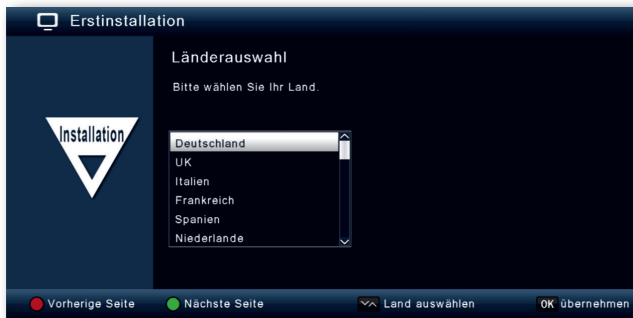 Erstinstallation
Länderauswahl
Bitte wählen Sie Ihr Land.
Installation
Deutschland
UK
Italien
Frankreich
Spanien
Niederlande
Vorherige Seite
Nächste Seite
Land auswählen
OK übernehmen